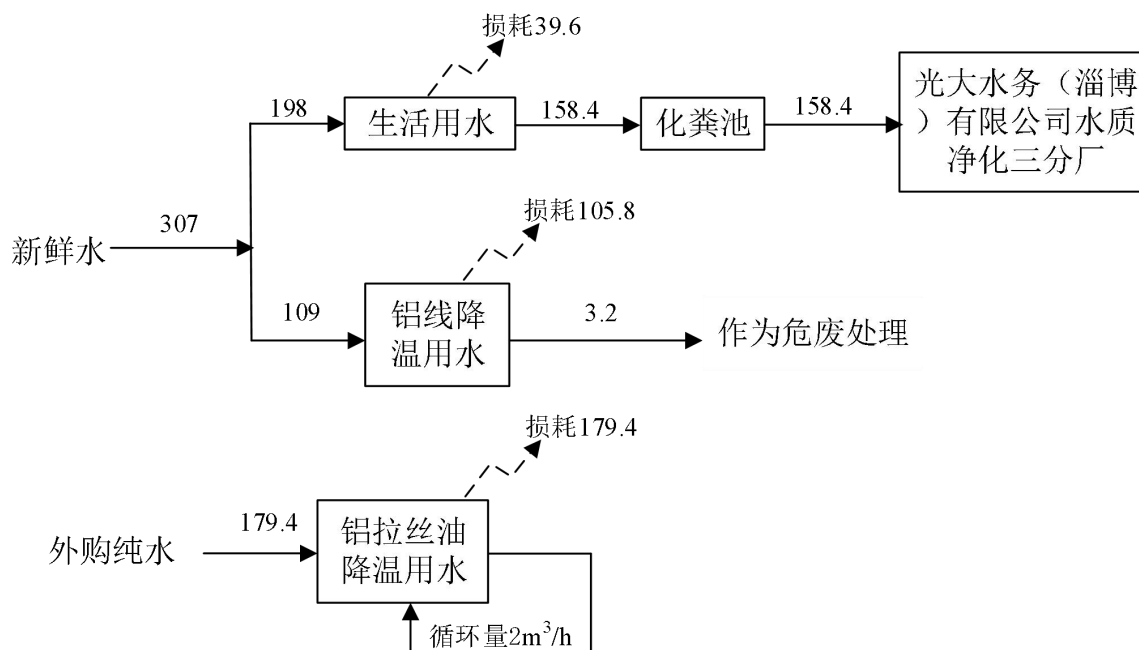 损耗39.6
198
生活用水
158.4
化粪池
158.4
光大水务（淄博
）有限公司水质
净化三分厂
307
新鲜水
损耗105.8
109
铝线降
温用水
3.2
作为危废处理
损耗179.4
179.4
外购纯水
铝拉丝油
降温用水
循环量2m³/h